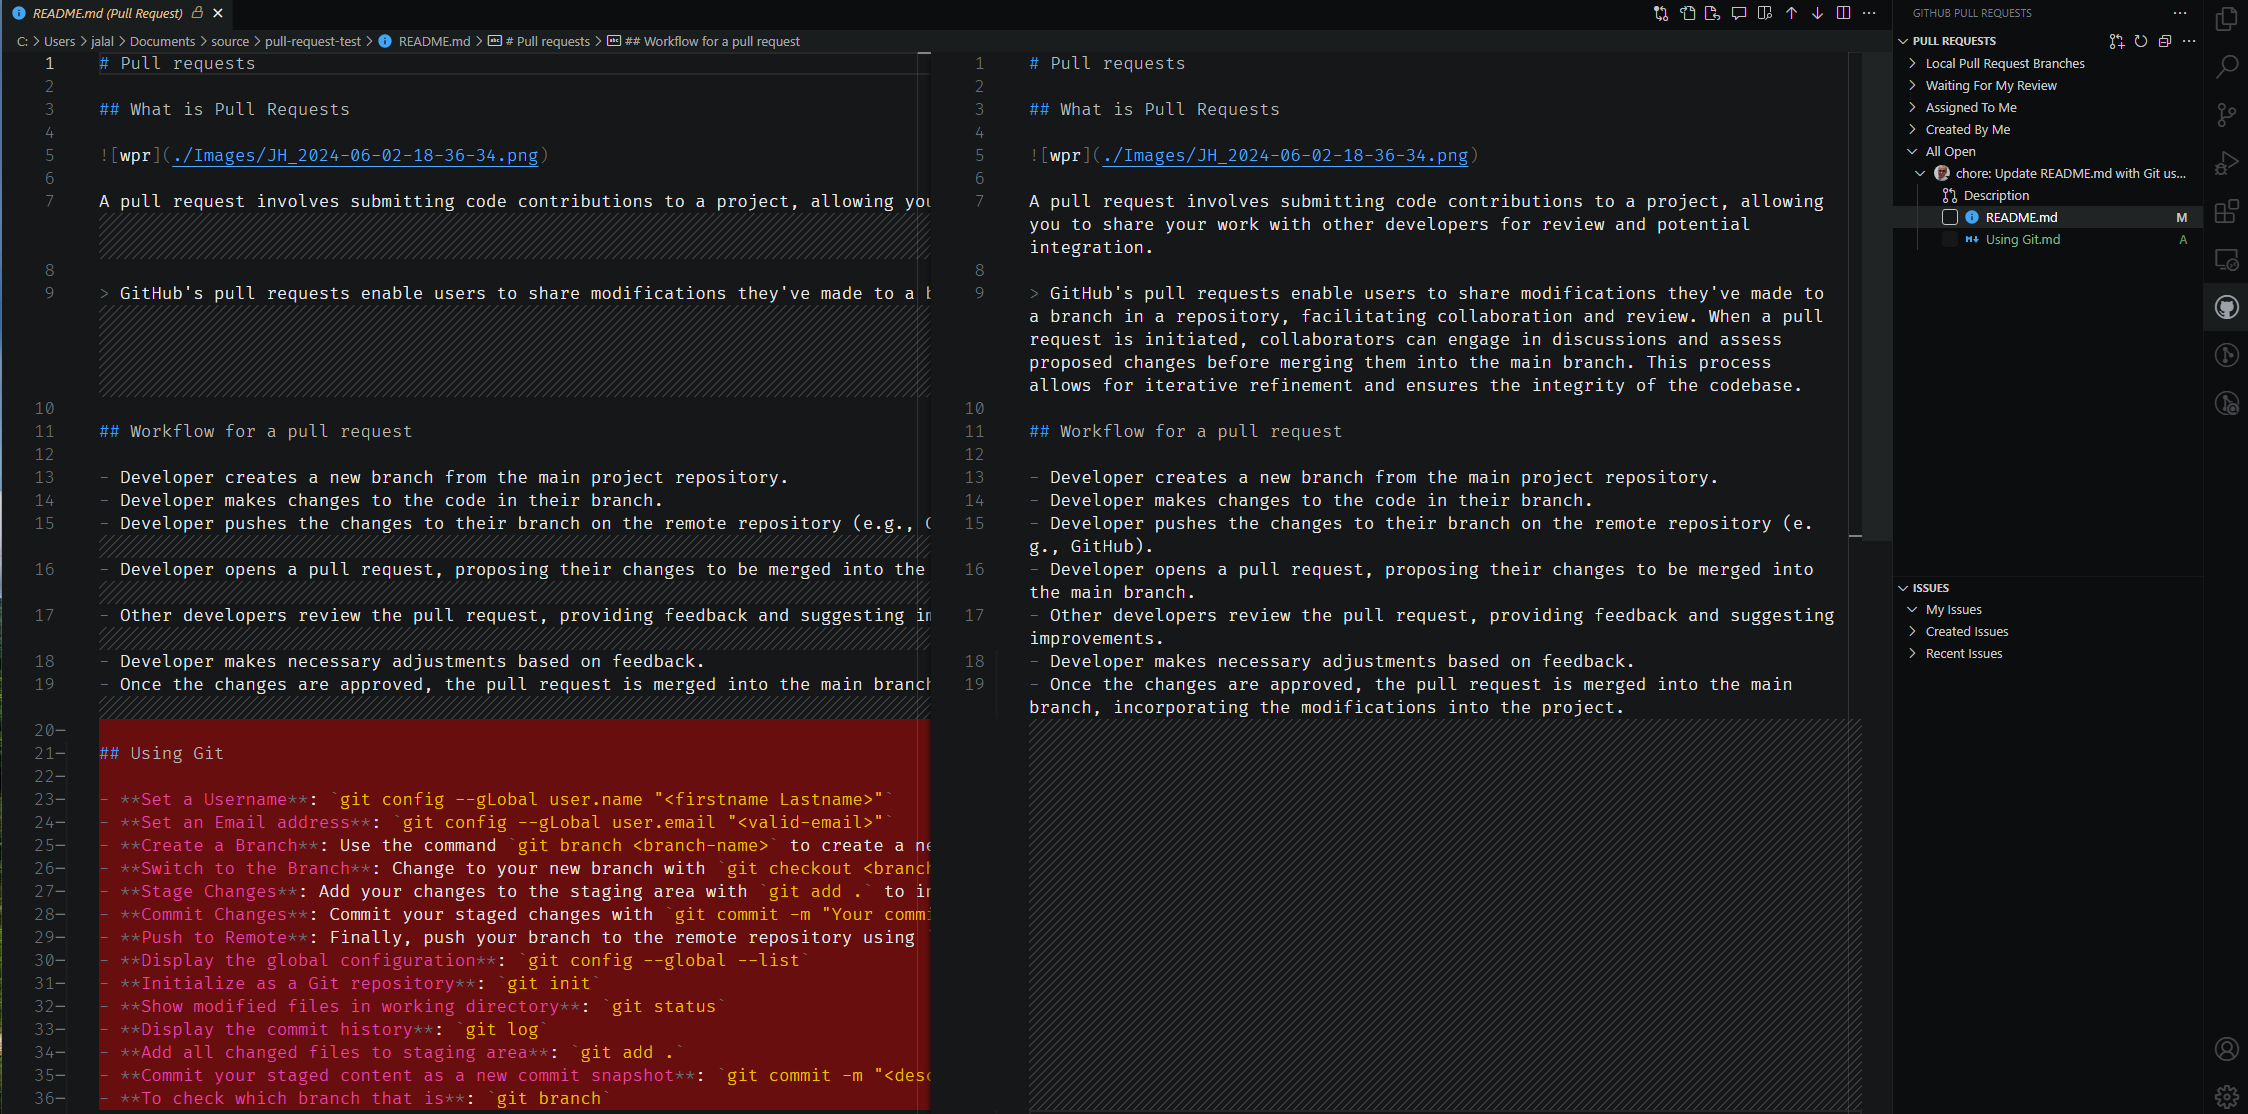 README.md (Pull Request)
C: > Users > jalal > Documents > source > pull-request-test > README.md > # Pull requests > ## Workflow for a pull request
1 # Pull requests
2
3 ## What is Pull Requests
4
5 ![wpr](./Images/JH_2024-06-02-18-36-34.png)
6
7 A pull request involves submitting code contributions to a project, allowing you
8
9 > GitHub's pull requests enable users to share modifications they've made to a b
10
11 ## Workflow for a pull request
12
13 - Developer creates a new branch from the main project repository.
14 - Developer makes changes to the code in their branch.
15 - Developer pushes the changes to their branch on the remote repository (e.g., G
16 - Developer opens a pull request, proposing their changes to be merged into the
17 - Other developers review the pull request, providing feedback and suggesting im
18 - Developer makes necessary adjustments based on feedback.
19 - Once the changes are approved, the pull request is merged into the main branch
20-
21- ## Using Git
22-
23- - **Set a Username**: `git config --gLobal user.name "<firstname Lastname>"`
24- - **Set an Email address**: `git config --gLobal user.email "<valid-email>"`
25- - **Create a Branch**: Use the command `git branch <branch-name>` to create a ne
26- - **Switch to the Branch**: Change to your new branch with `git checkout <branch
27- - **Stage Changes**: Add your changes to the staging area with `git add .` to in
28- - **Commit Changes**: Commit your staged changes with `git commit -m "Your commi
29- - **Push to Remote**: Finally, push your branch to the remote repository using `
30- - **Display the global configuration**: `git config --global --list`
31- - **Initialize as a Git repository**: `git init`
32- - **Show modified files in working directory**: `git status`
33- - **Display the commit history**: `git log`
34- - **Add all changed files to staging area**: `git add .`
35- - **Commit your staged content as a new commit snapshot**: `git commit -m "<desc
36- - **To check which branch that is**: `git branch`
1 # Pull requests
2
3 ## What is Pull Requests
4
5 ![wpr](./Images/JH_2024-06-02-18-36-34.png)
6
7 A pull request involves submitting code contributions to a project, allowing
you to share your work with other developers for review and potential
integration.
8
9 > GitHub's pull requests enable users to share modifications they've made to
a branch in a repository, facilitating collaboration and review. When a pull
request is initiated, collaborators can engage in discussions and assess
proposed changes before merging them into the main branch. This process
allows for iterative refinement and ensures the integrity of the codebase.
10
11 ## Workflow for a pull request
12
13 - Developer creates a new branch from the main project repository.
14 - Developer makes changes to the code in their branch.
15 - Developer pushes the changes to their branch on the remote repository (e.
g., GitHub).
16 - Developer opens a pull request, proposing their changes to be merged into
the main branch.
17 - Other developers review the pull request, providing feedback and suggesting
improvements.
18 - Developer makes necessary adjustments based on feedback.
19 - Once the changes are approved, the pull request is merged into the main
branch, incorporating the modifications into the project.
GITHUB PULL REQUESTS
PULL REQUESTS
Local Pull Request Branches
Waiting For My Review
Assigned To Me
Created By Me
All Open
chore: Update README.md with Git us...
Description
README.md M
Using Git.md A
ISSUES
My Issues
Created Issues
Recent Issues